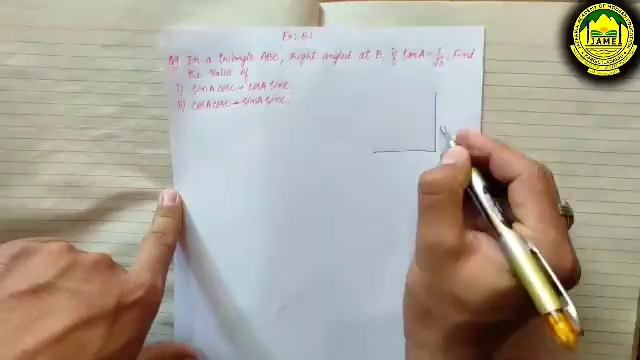 Ex:- 8.1
Q9 In a triangle ABC, right angled at B, if tan A = 1/√3, Find
the value of
i) sin A cos C + cos A sin C.
ii) cos A cos C - sin A sin C.
JAME